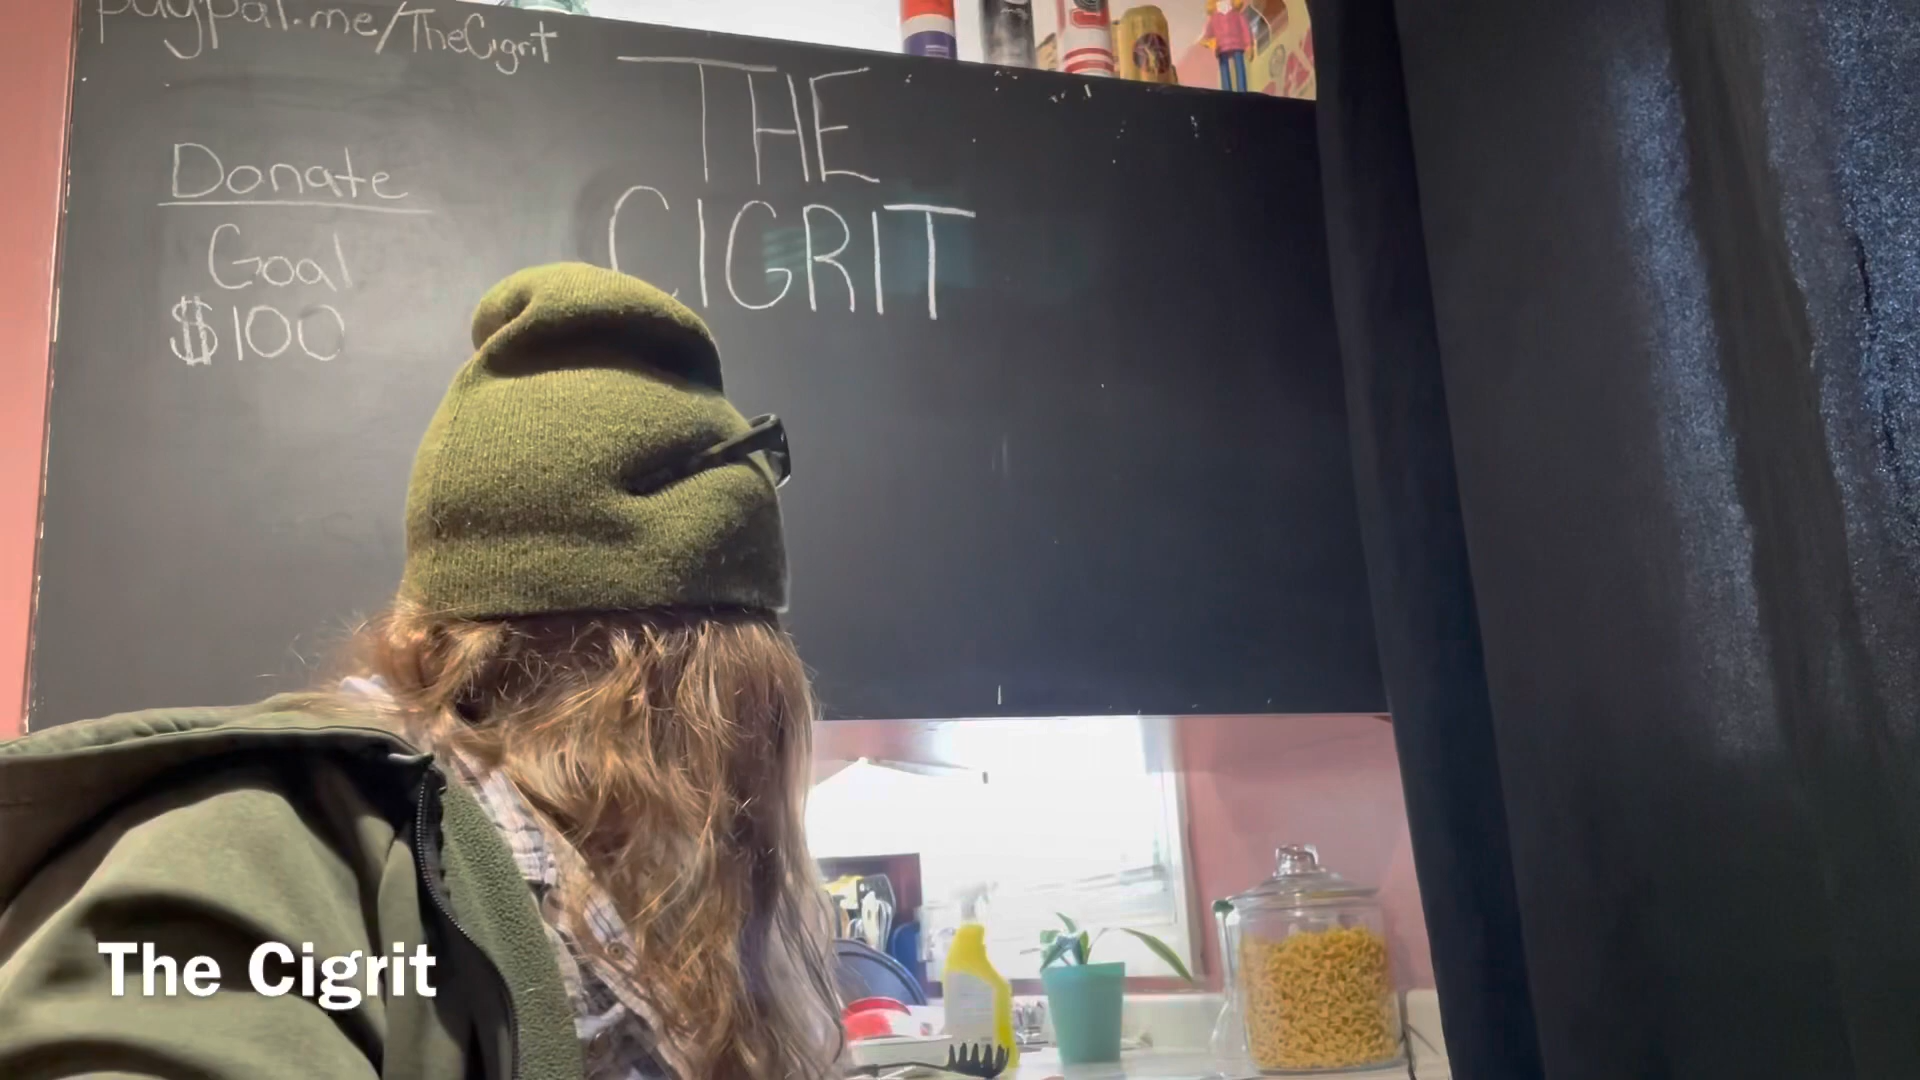 paypal.me/TheCigrit
THE
CIGRIT
Donate
Goal
$100
The Cigrit